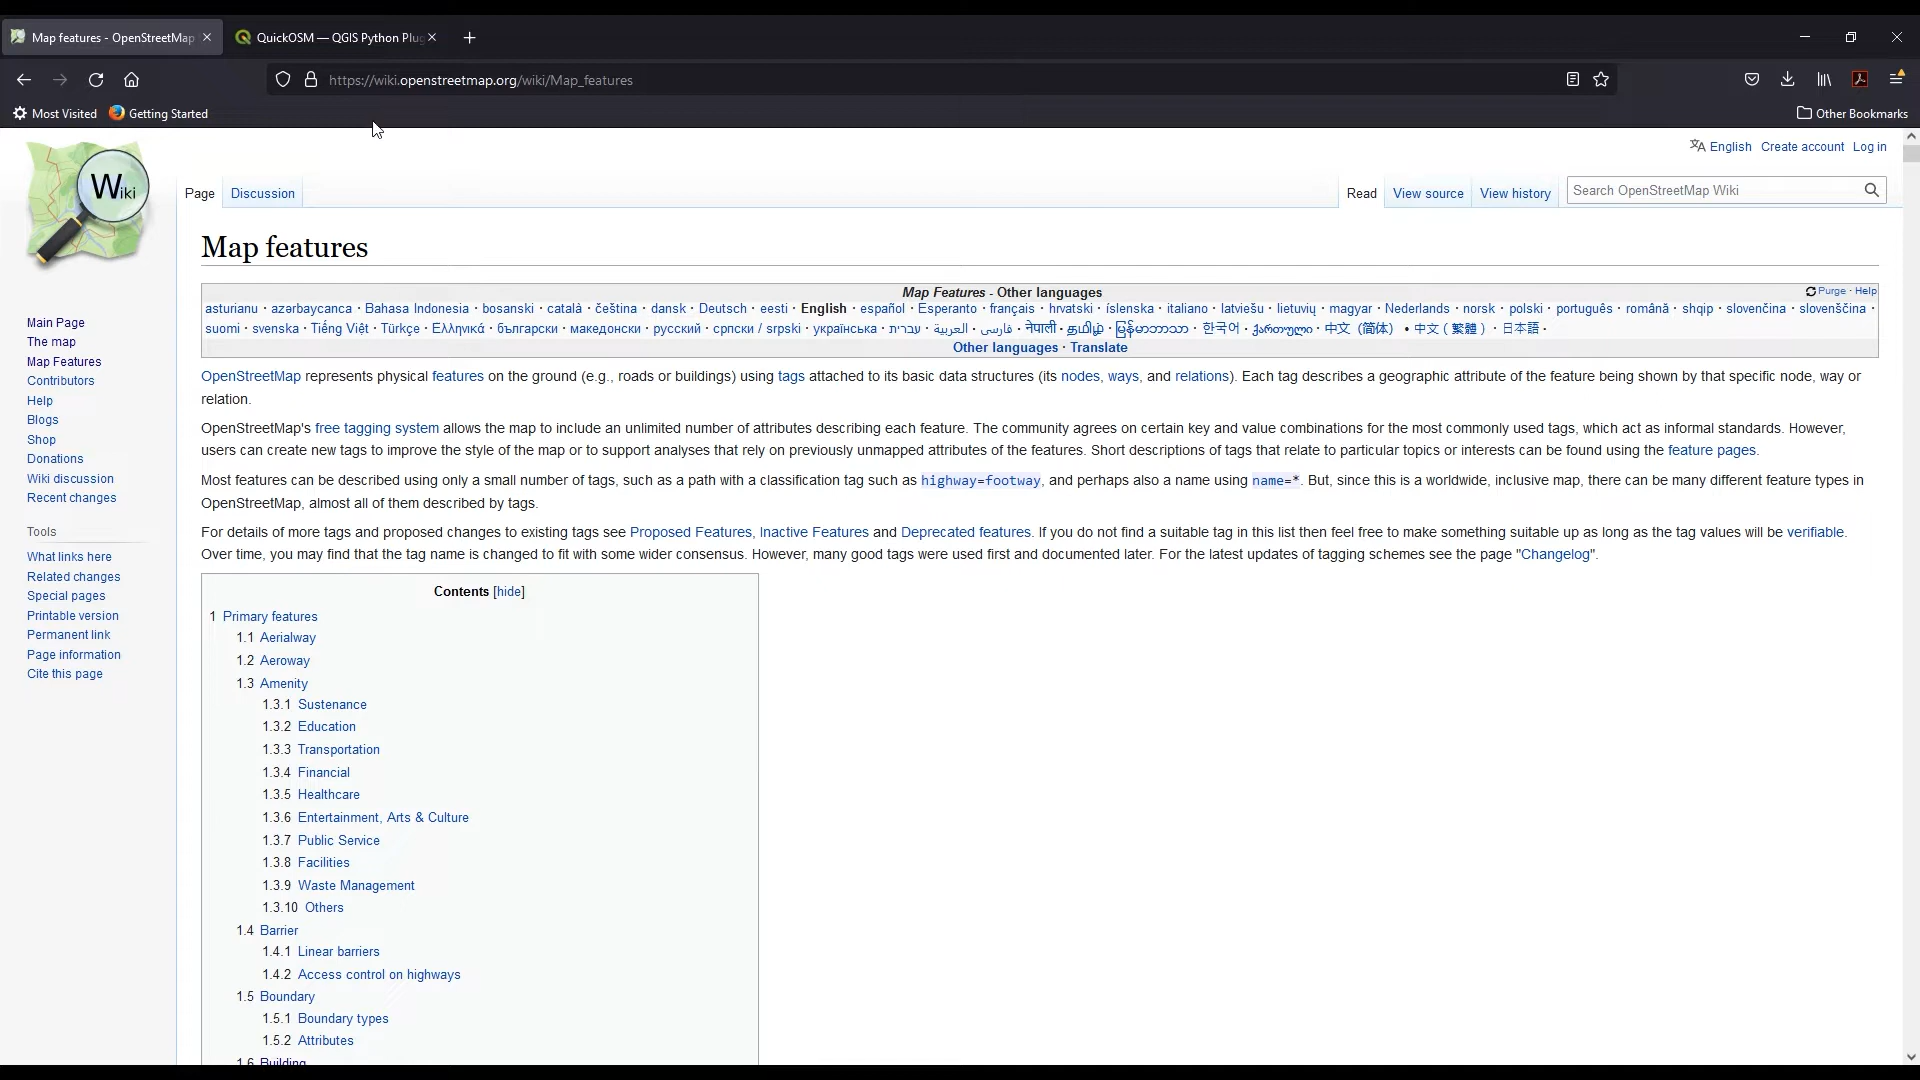 Map features - OpenStreetMap
QuickOSM — QGIS Python Plug
https://wiki.openstreetmap.org/wiki/Map_features
Most Visited
Getting Started
Other Bookmarks
Wiki
English
Create account
Log in
Page
Discussion
Read
View source
View history
Search OpenStreetMap Wiki
Map features
Map Features - Other languages
Purge · Help
asturianu · azərbaycanca · Bahasa Indonesia · bosanski · català · čeština · dansk · Deutsch · eesti · English · español · Esperanto · français · hrvatski · íslenska · italiano · latviešu · lietuvių · magyar · Nederlands · norsk · polski · português · română · shqip · slovenčina · slovenščina ·
suomi · svenska · Tiếng Việt · Türkçe · Ελληνικά · български · македонски · русский · српски / srpski · українська · עברית · العربية · فارسی · नेपाली · தமிழ் · မြန်မာဘာသာ · 한국어 · ქართული · 中文 (简体) • 中文 ( 繁體 ) · 日本語 ·
Other languages · Translate
OpenStreetMap represents physical features on the ground (e.g., roads or buildings) using tags attached to its basic data structures (its nodes, ways, and relations). Each tag describes a geographic attribute of the feature being shown by that specific node, way or
relation.
OpenStreetMap's free tagging system allows the map to include an unlimited number of attributes describing each feature. The community agrees on certain key and value combinations for the most commonly used tags, which act as informal standards. However,
users can create new tags to improve the style of the map or to support analyses that rely on previously unmapped attributes of the features. Short descriptions of tags that relate to particular topics or interests can be found using the feature pages.
Most features can be described using only a small number of tags, such as a path with a classification tag such as highway=footway, and perhaps also a name using name=*. But, since this is a worldwide, inclusive map, there can be many different feature types in
OpenStreetMap, almost all of them described by tags.
For details of more tags and proposed changes to existing tags see Proposed Features, Inactive Features and Deprecated features. If you do not find a suitable tag in this list then feel free to make something suitable up as long as the tag values will be verifiable.
Over time, you may find that the tag name is changed to fit with some wider consensus. However, many good tags were used first and documented later. For the latest updates of tagging schemes see the page "Changelog".
Main Page
The map
Map Features
Contributors
Help
Blogs
Shop
Donations
Wiki discussion
Recent changes
Tools
What links here
Related changes
Special pages
Printable version
Permanent link
Page information
Cite this page
Contents [hide]
1 Primary features
1.1 Aerialway
1.2 Aeroway
1.3 Amenity
1.3.1 Sustenance
1.3.2 Education
1.3.3 Transportation
1.3.4 Financial
1.3.5 Healthcare
1.3.6 Entertainment, Arts & Culture
1.3.7 Public Service
1.3.8 Facilities
1.3.9 Waste Management
1.3.10 Others
1.4 Barrier
1.4.1 Linear barriers
1.4.2 Access control on highways
1.5 Boundary
1.5.1 Boundary types
1.5.2 Attributes
1.6 Building